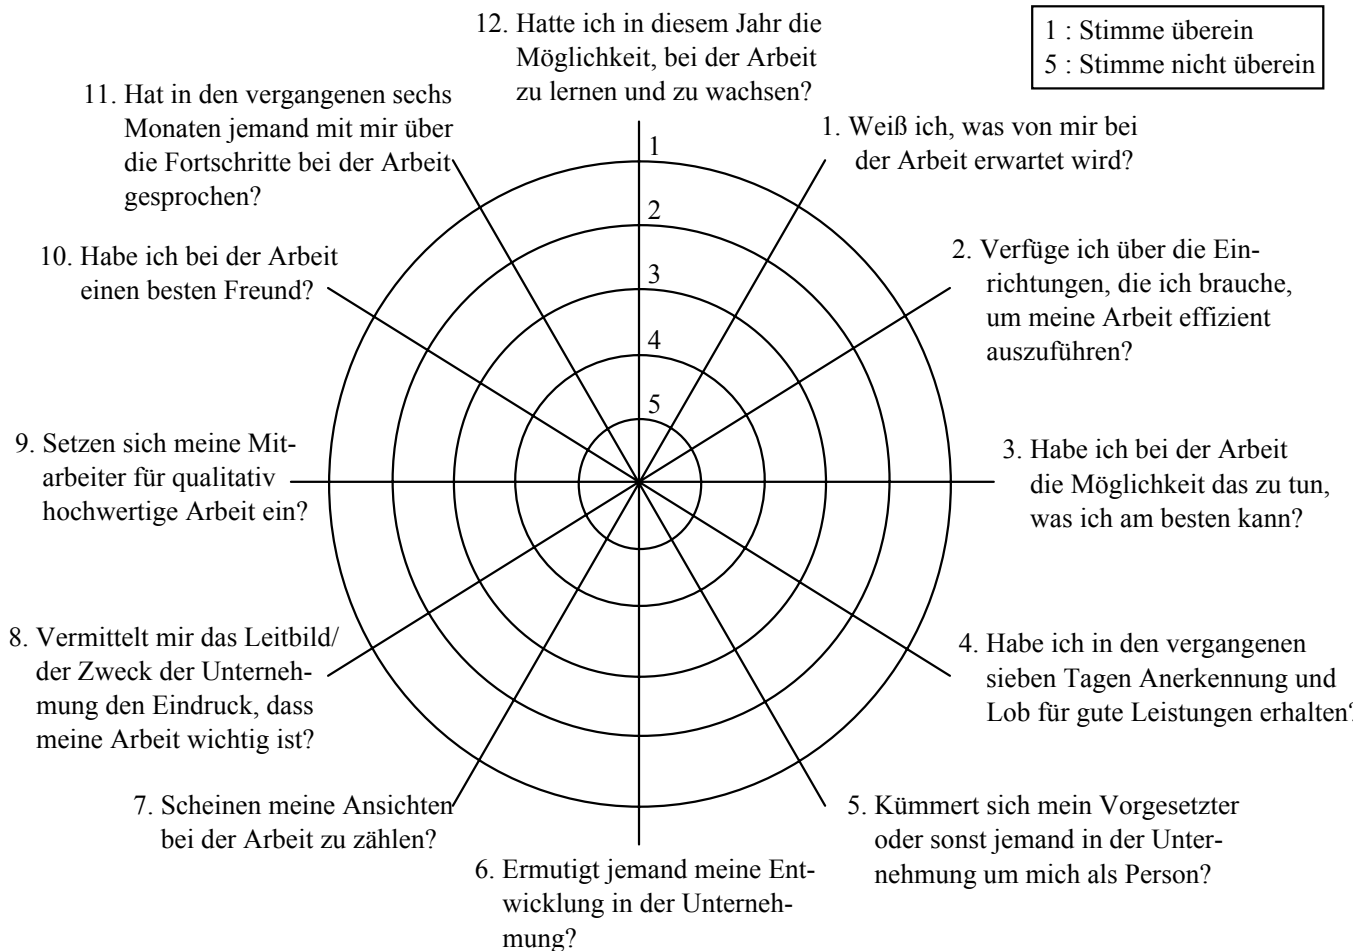 12. Hatte ich in diesem Jahr die
Möglichkeit, bei der Arbeit
zu lernen und zu wachsen?
1 : Stimme überein
5 : Stimme nicht überein
11. Hat in den vergangenen sechs
Monaten jemand mit mir über
die Fortschritte bei der Arbeit
gesprochen?
1. Weiß ich, was von mir bei
der Arbeit erwartet wird?
1
2
3
4
5
10. Habe ich bei der Arbeit
einen besten Freund?
2. Verfüge ich über die Ein-
richtungen, die ich brauche,
um meine Arbeit effizient
auszuführen?
9. Setzen sich meine Mit-
arbeiter für qualitativ
hochwertige Arbeit ein?
3. Habe ich bei der Arbeit
die Möglichkeit das zu tun,
was ich am besten kann?
8. Vermittelt mir das Leitbild/
der Zweck der Unterneh-
mung den Eindruck, dass
meine Arbeit wichtig ist?
4. Habe ich in den vergangenen
sieben Tagen Anerkennung und
Lob für gute Leistungen erhalten?
7. Scheinen meine Ansichten
bei der Arbeit zu zählen?
5. Kümmert sich mein Vorgesetzter
oder sonst jemand in der Unter-
nehmung um mich als Person?
6. Ermutigt jemand meine Ent-
wicklung in der Unterneh-
mung?